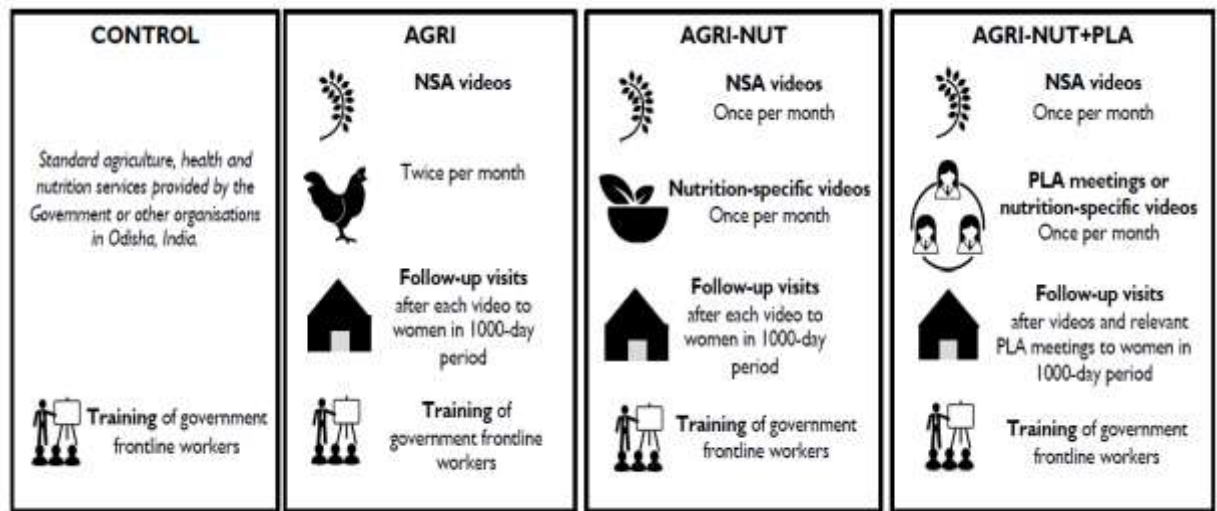 CONTROL
Standard agriculture, health and
nutrition services provided by the
Government or other organisations
in Odisha, India.
Training of government
frontline workers
AGRI
NSA videos
Twice per month
Follow-up visits
after each video to
women in 1000-day
period
Training of
government frontline
workers
AGRI-NUT
NSA videos
Once per month
Nutrition-specific videos
Once per month
Follow-up visits
after each video to
women in 1000-day
period
Training of government
frontline workers
AGRI-NUT+PLA
NSA videos
Once per month
PLA meetings or
nutrition-specific videos
Once per month
Follow-up visits
after videos and relevant
PLA meetings to women in
1000-day period
Training of government
frontline workers